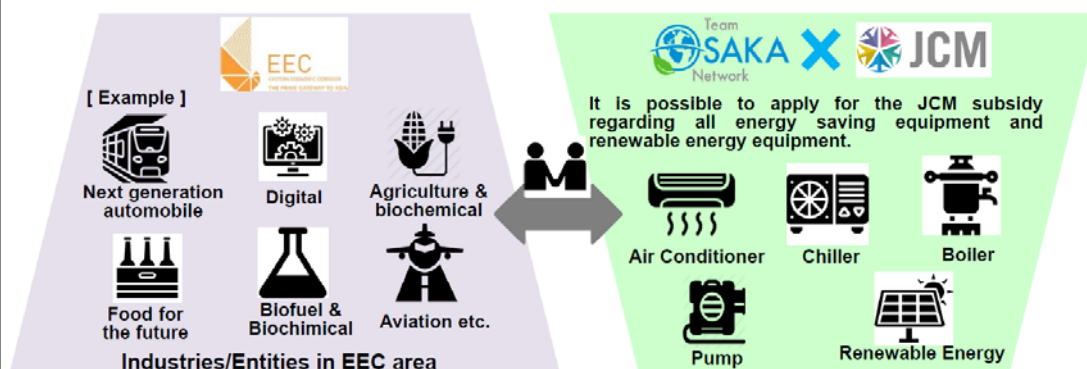 EEC
EASTERN ECONOMIC CORRIDOR
THE PRIME GATEWAY TO ASIA
[ Example ]
Next generation
automobile
Digital
Agriculture &
biochemical
Food for
the future
Biofuel &
Biochimical
Aviation etc.
Industries/Entities in EEC area
Team
OSAKA
Network
JCM
It is possible to apply for the JCM subsidy
regarding all energy saving equipment and
renewable energy equipment.
Air Conditioner
Chiller
Boiler
Pump
Renewable Energy